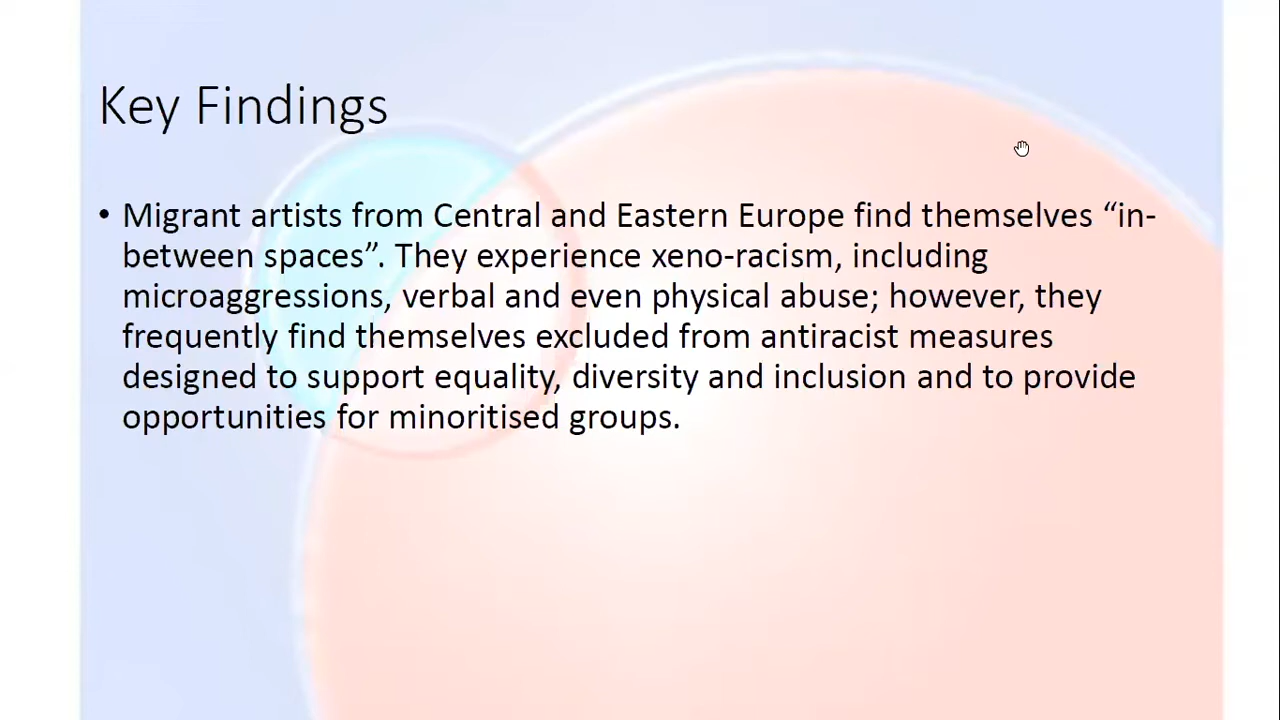 Key Findings
• Migrant artists from Central and Eastern Europe find themselves “in-
between spaces”. They experience xeno-racism, including
microaggressions, verbal and even physical abuse; however, they
frequently find themselves excluded from antiracist measures
designed to support equality, diversity and inclusion and to provide
opportunities for minoritised groups.